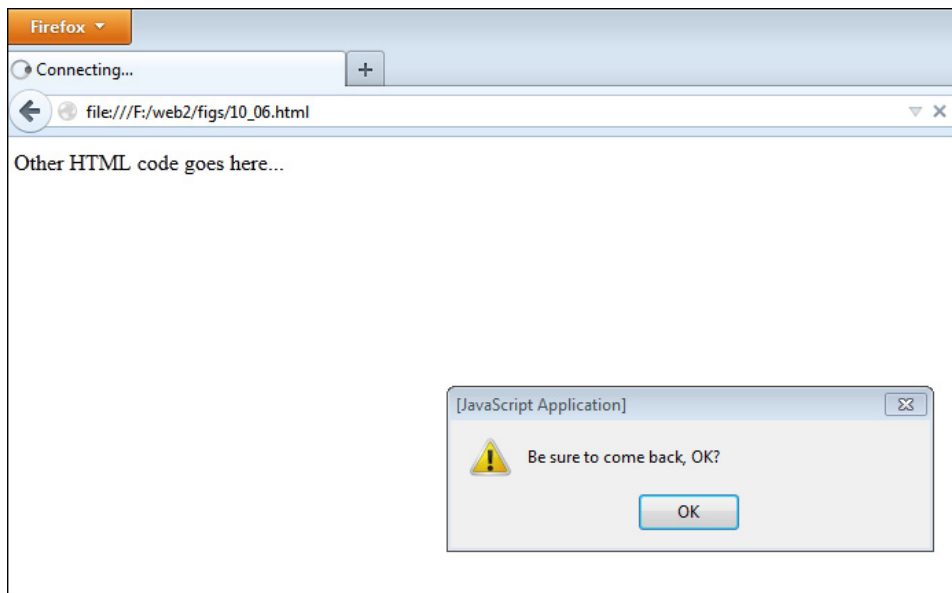 Firefox
Connecting...
file:///F:/web2/figs/10_06.html
Other HTML code goes here...
[JavaScript Application]
Be sure to come back, OK?
OK